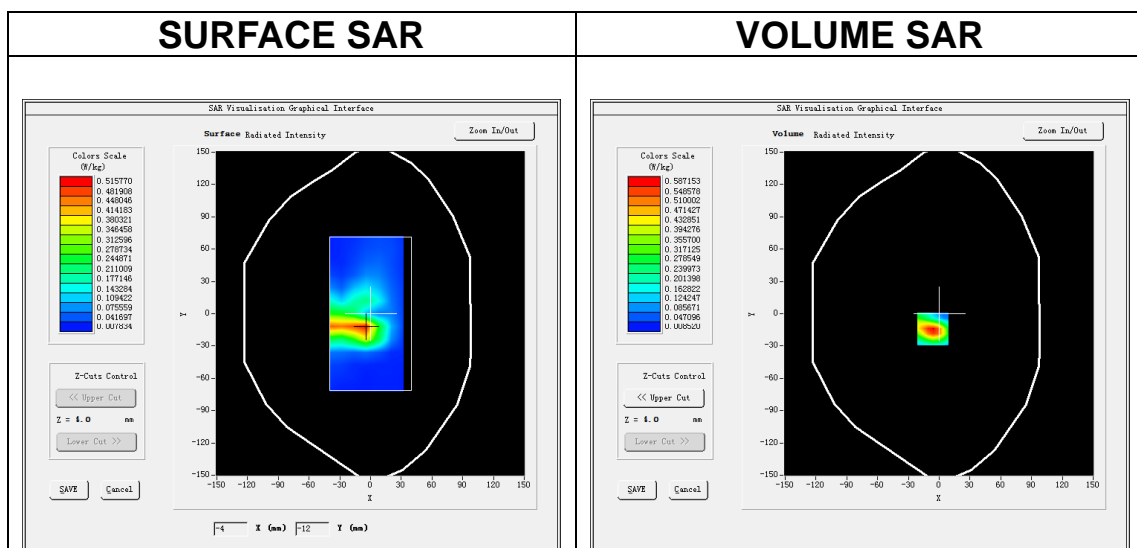 SURFACE SAR
VOLUME SAR
SAR Visualisation Graphical Interface
Surface Radiated Intensity
Zoom In/Out
Colors Scale
(W/kg)
0.515770
0.481908
0.448046
0.414183
0.380321
0.346458
0.312596
0.278734
0.244871
0.211009
0.177146
0.143284
0.109422
0.075559
0.041697
0.007834
Z-Cuts Control
<< Upper Cut
Z = 4.0 mm
Lower Cut >>
SAVE Cancel
150
120
90
60
30
0
-30
-60
-90
-120
-150
Y
-150 -120 -90 -60 -30 0 30 60 90 120 150
X
-4 X (mm) -12 Y (mm)
SAR Visualisation Graphical Interface
Volume Radiated Intensity
Zoom In/Out
Colors Scale
(W/kg)
0.587153
0.548578
0.510002
0.471427
0.432851
0.394276
0.355700
0.317125
0.278549
0.239973
0.201398
0.162822
0.124247
0.085671
0.047096
0.008520
Z-Cuts Control
<< Upper Cut
Z = 4.0 mm
Lower Cut >>
SAVE Cancel
150
120
90
60
30
0
-30
-60
-90
-120
-150
Y
-150 -120 -90 -60 -30 0 30 60 90 120 150
X